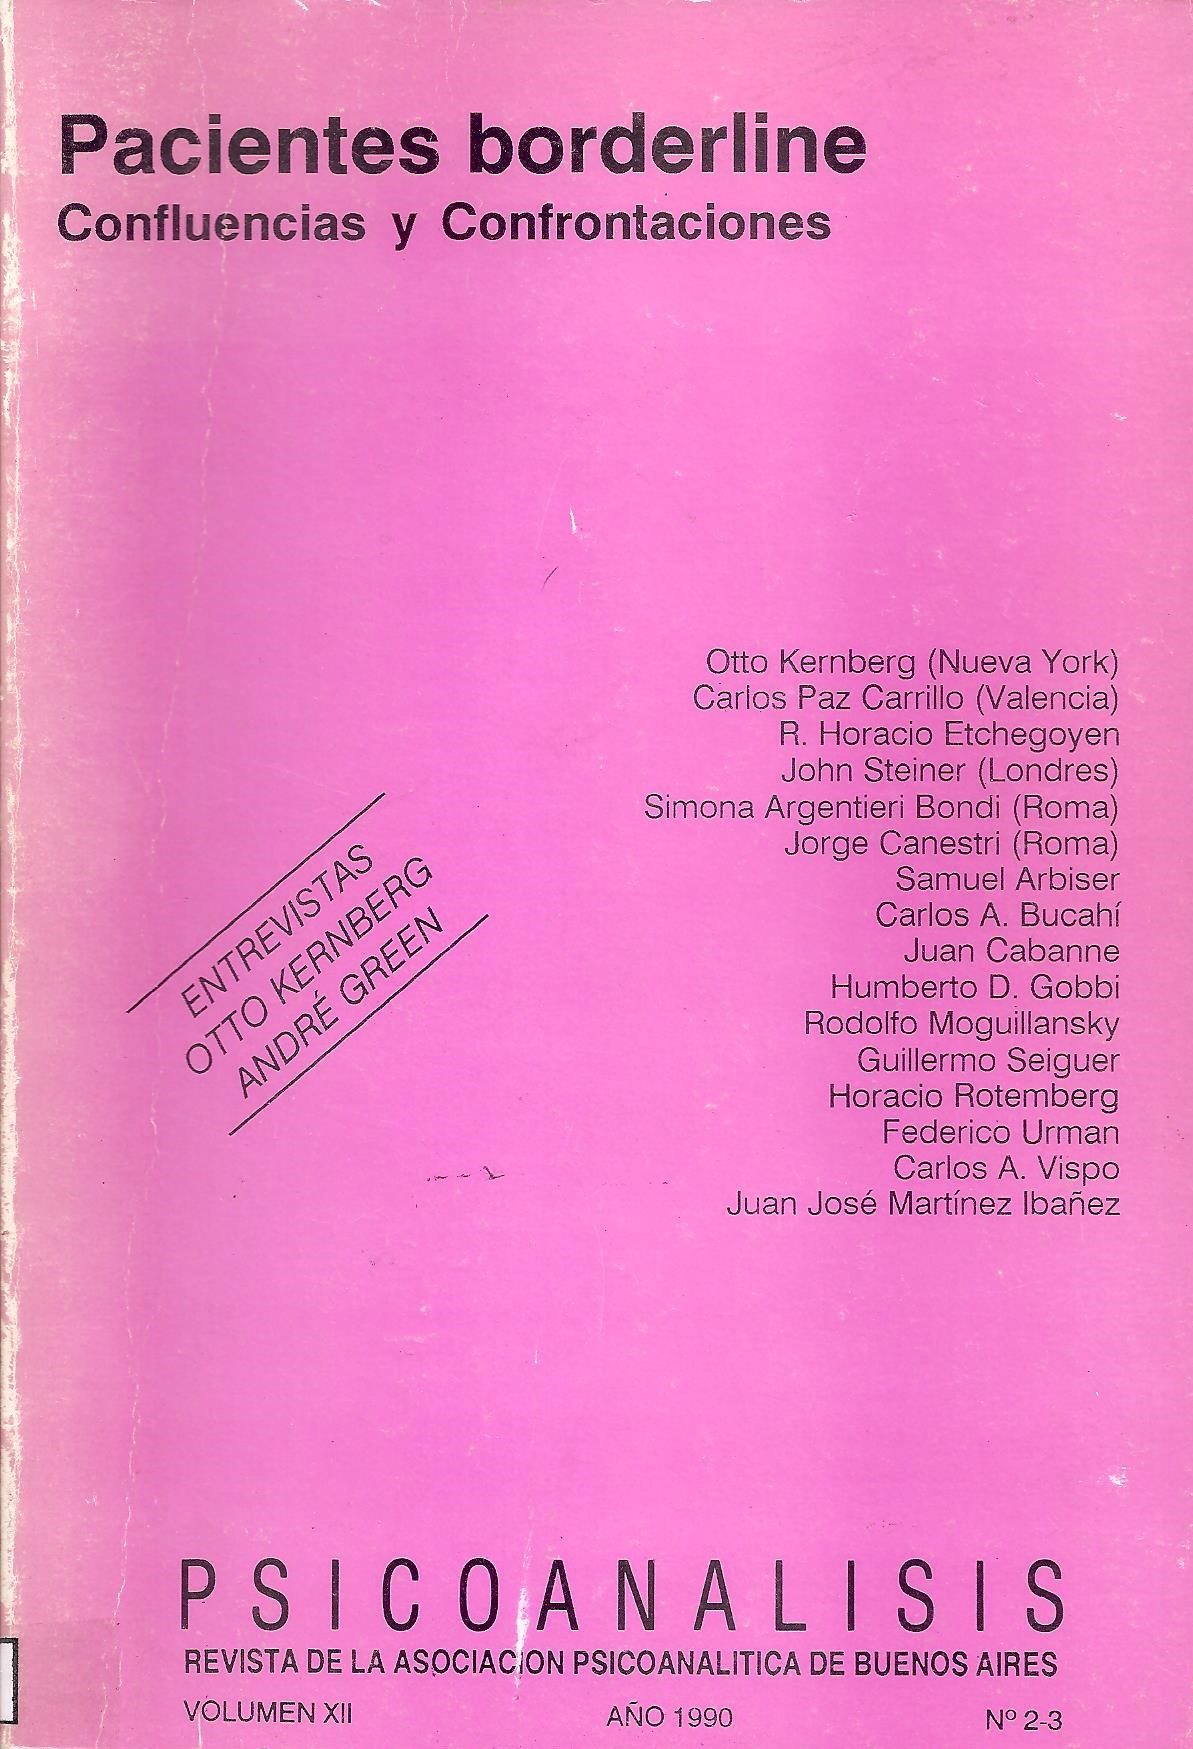 Pacientes borderline
Confluencias y Confrontaciones
Otto Kernberg (Nueva York)
Carlos Paz Carrillo (Valencia)
R. Horacio Etchegoyen
John Steiner (Londres)
Simona Argentieri Bondi (Roma)
Jorge Canestri (Roma)
Samuel Arbiser
Carlos A. Bucahí
Juan Cabanne
Humberto D. Gobbi
Rodolfo Moguillansky
Guillermo Seiguer
Horacio Rotemberg
Federico Urman
Carlos A. Vispo
Juan José Martínez Ibañez
ENTREVISTAS
OTTO KERNBERG
ANDRÉ GREEN
PSICOANALISIS
REVISTA DE LA ASOCIACION PSICOANALITICA DE BUENOS AIRES
VOLUMEN XII AÑO 1990 Nº 2-3